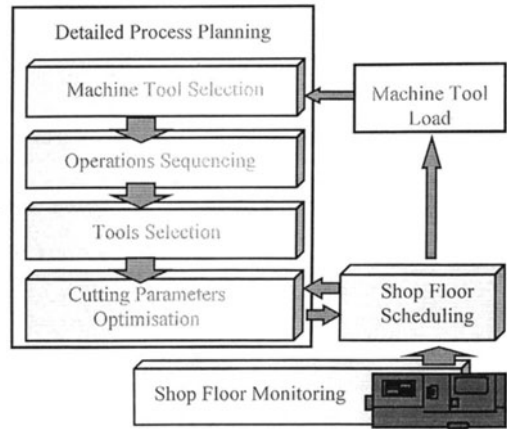 Detailed Process Planning
Machine Tool Selection
Operations Sequencing
Tools Selection
Cutting Parameters
Optimisation
Machine Tool
Load
Shop Floor
Scheduling
Shop Floor Monitoring